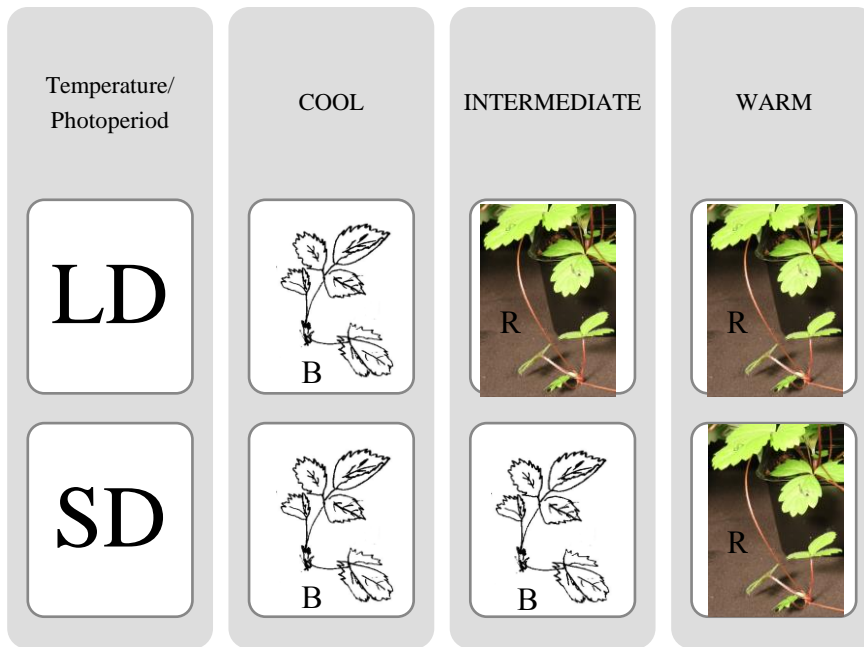 Temperature/
Photoperiod
COOL
INTERMEDIATE
WARM
LD
B
R
R
SD
B
B
R